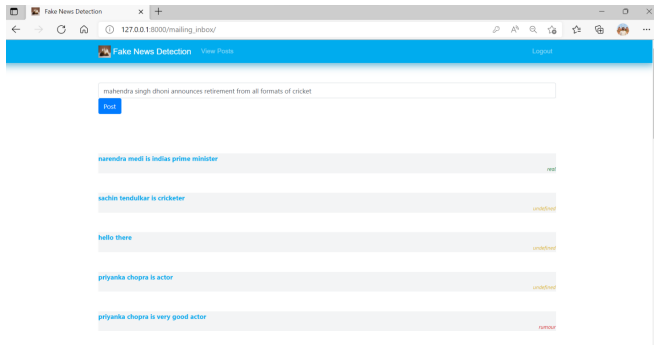 Fake News Detection
127.0.0.1:8000/mailing_inbox/
Fake News Detection View Posts Logout
mahendra singh dhoni announces retirement from all formats of cricket
Post
narendra medi is indias prime minister
real
sachin tendulkar is cricketer
undefined
hello there
undefined
priyanka chopra is actor
undefined
priyanka chopra is very good actor
rumour